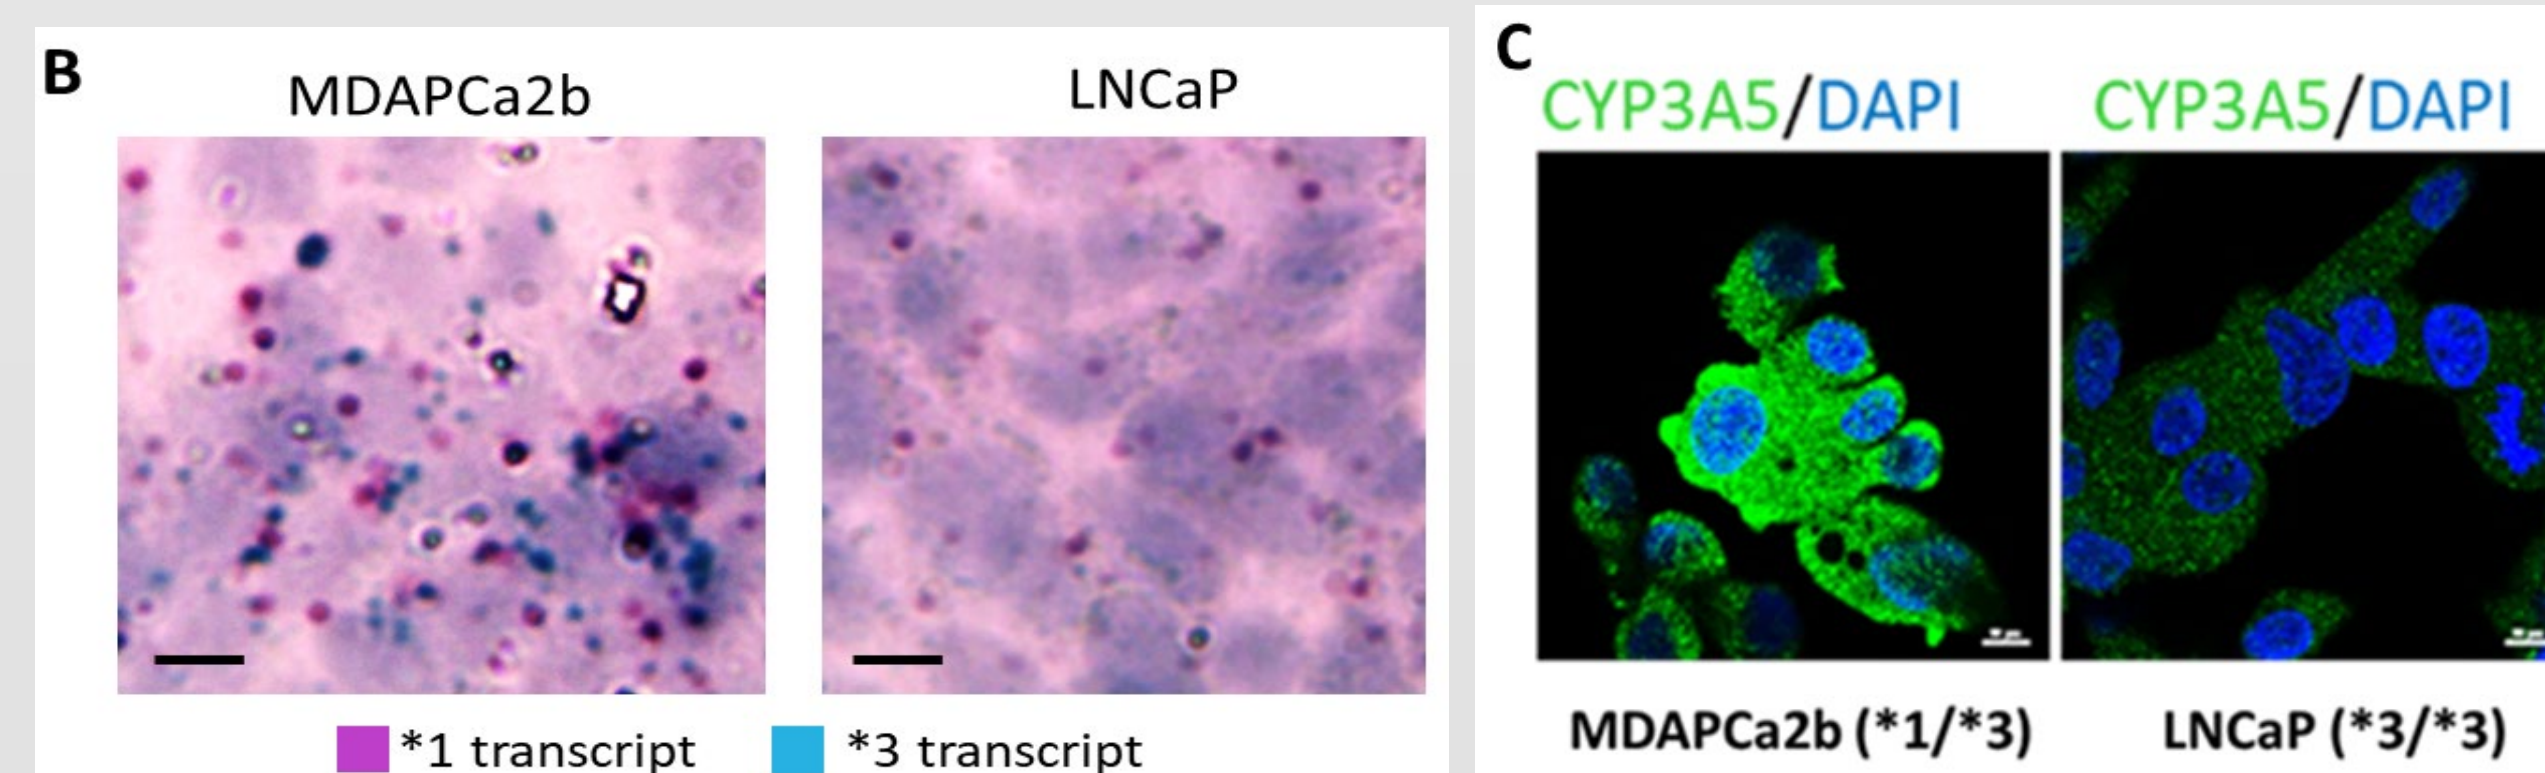 B
MDAPCa2b
LNCaP
*1 transcript
*3 transcript
C
CYP3A5/DAPI
CYP3A5/DAPI
MDAPCa2b (*1/*3)
LNCaP (*3/*3)